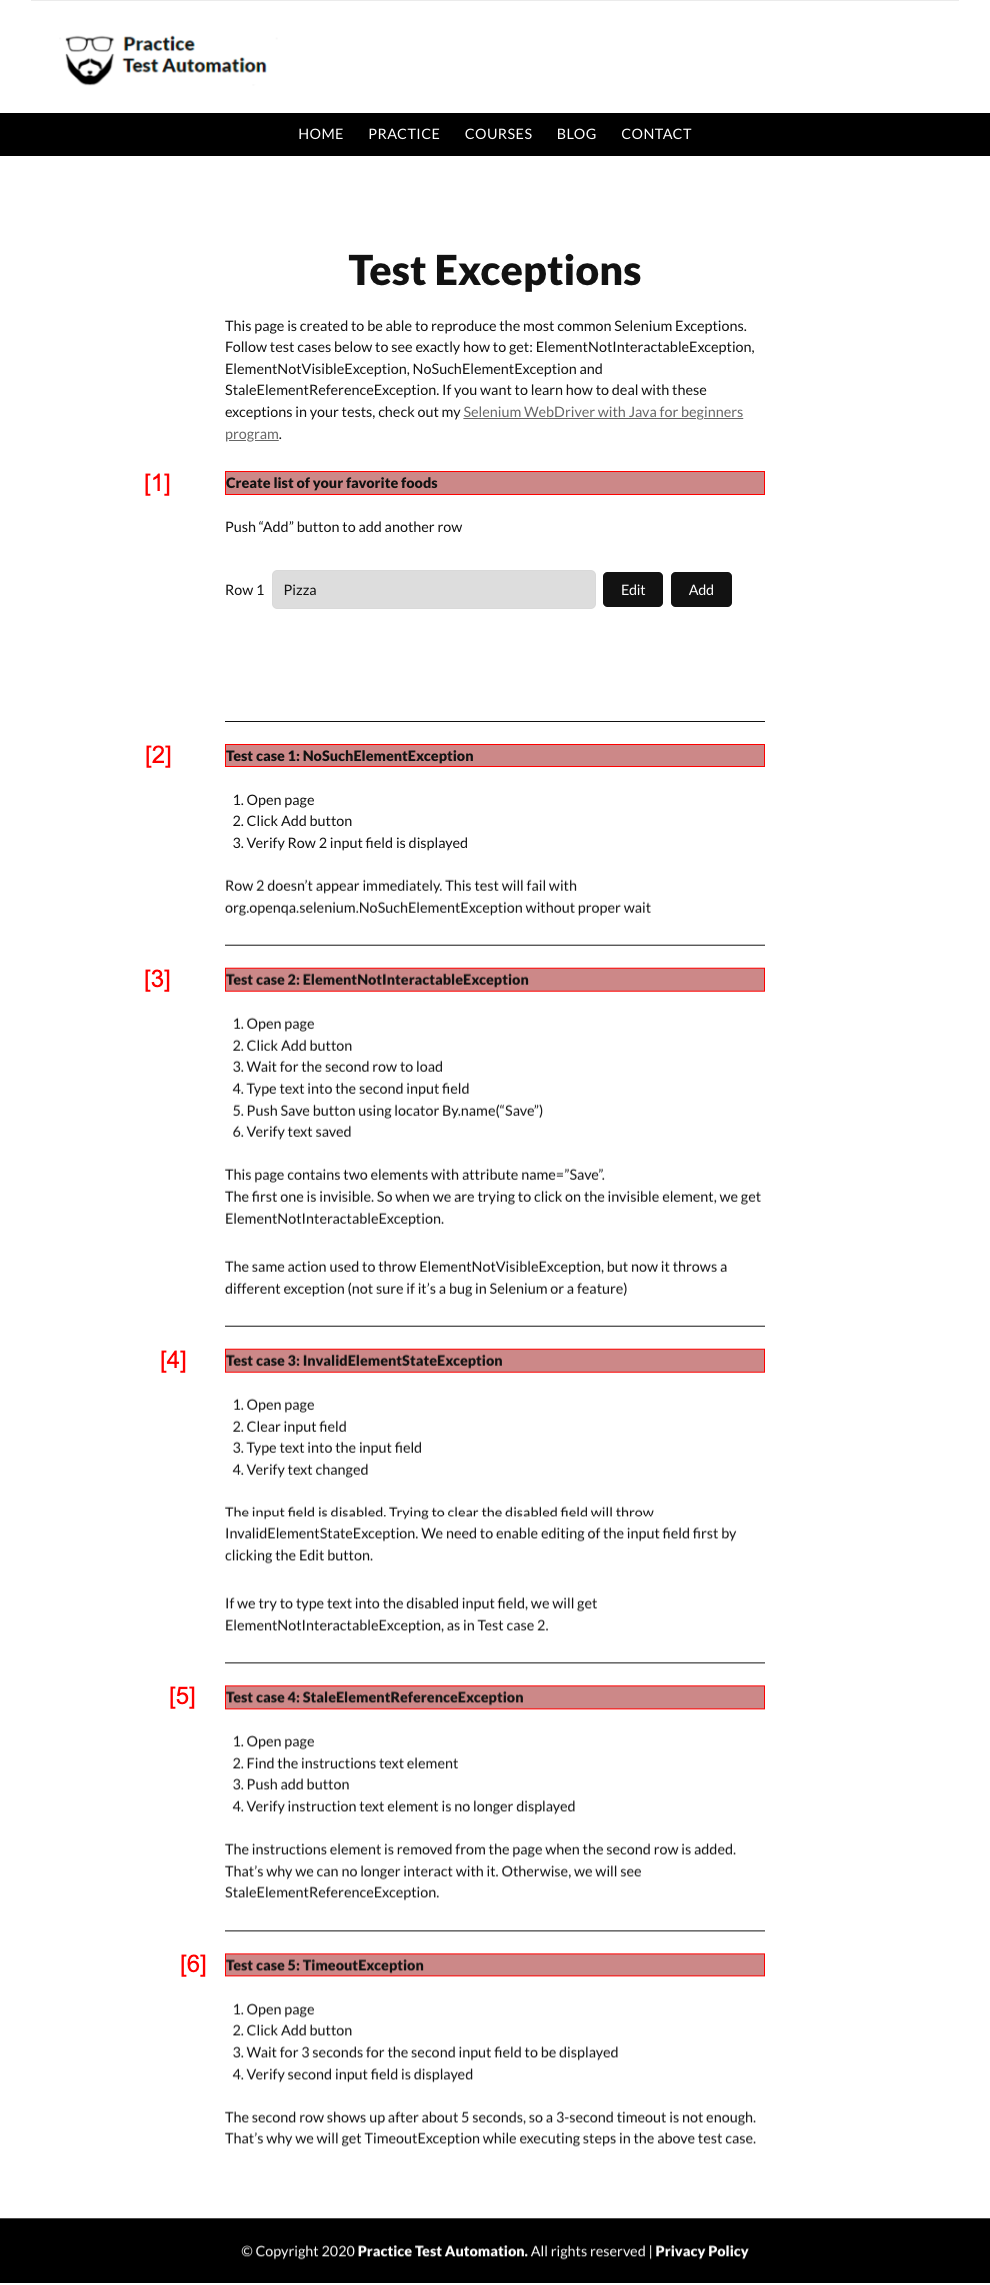 Practice
Test Automation
HOME PRACTICE COURSES BLOG CONTACT
Test Exceptions
This page is created to be able to reproduce the most common Selenium Exceptions.
Follow test cases below to see exactly how to get: ElementNotInteractableException,
ElementNotVisibleException, NoSuchElementException and
StaleElementReferenceException. If you want to learn how to deal with these
exceptions in your tests, check out my Selenium WebDriver with Java for beginners
program.
[1] Create list of your favorite foods
Push “Add” button to add another row
Row 1 Pizza Edit Add
[2] Test case 1: NoSuchElementException
1. Open page
2. Click Add button
3. Verify Row 2 input field is displayed
Row 2 doesn’t appear immediately. This test will fail with
org.openqa.selenium.NoSuchElementException without proper wait
[3] Test case 2: ElementNotInteractableException
1. Open page
2. Click Add button
3. Wait for the second row to load
4. Type text into the second input field
5. Push Save button using locator By.name(“Save”)
6. Verify text saved
This page contains two elements with attribute name=”Save”.
The first one is invisible. So when we are trying to click on the invisible element, we get
ElementNotInteractableException.
The same action used to throw ElementNotVisibleException, but now it throws a
different exception (not sure if it’s a bug in Selenium or a feature)
[4] Test case 3: InvalidElementStateException
1. Open page
2. Clear input field
3. Type text into the input field
4. Verify text changed
The input field is disabled. Trying to clear the disabled field will throw
InvalidElementStateException. We need to enable editing of the input field first by
clicking the Edit button.
If we try to type text into the disabled input field, we will get
ElementNotInteractableException, as in Test case 2.
[5] Test case 4: StaleElementReferenceException
1. Open page
2. Find the instructions text element
3. Push add button
4. Verify instruction text element is no longer displayed
The instructions element is removed from the page when the second row is added.
That’s why we can no longer interact with it. Otherwise, we will see
StaleElementReferenceException.
[6] Test case 5: TimeoutException
1. Open page
2. Click Add button
3. Wait for 3 seconds for the second input field to be displayed
4. Verify second input field is displayed
The second row shows up after about 5 seconds, so a 3-second timeout is not enough.
That’s why we will get TimeoutException while executing steps in the above test case.
© Copyright 2020 Practice Test Automation. All rights reserved | Privacy Policy